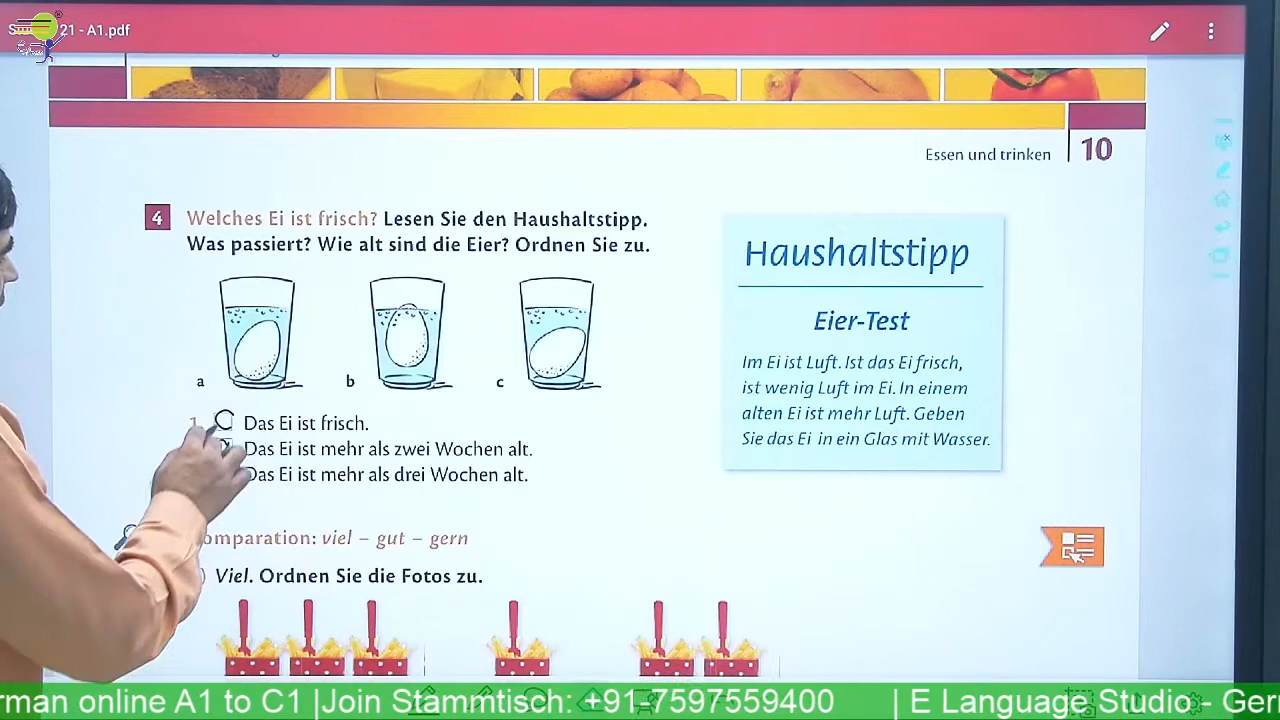 21 - A1.pdf
Essen und trinken 10
4 Welches Ei ist frisch? Lesen Sie den Haushaltstipp.
Was passiert? Wie alt sind die Eier? Ordnen Sie zu.
a b c
1 C Das Ei ist frisch.
Das Ei ist mehr als zwei Wochen alt.
Das Ei ist mehr als drei Wochen alt.
Haushaltstipp
Eier-Test
Im Ei ist Luft. Ist das Ei frisch,
ist wenig Luft im Ei. In einem
alten Ei ist mehr Luft. Geben
Sie das Ei in ein Glas mit Wasser.
omparation: viel – gut – gern
) Viel. Ordnen Sie die Fotos zu.
rman online A1 to C1 |Join Stammtisch: +91-7597559400 | E Language Studio - Ger